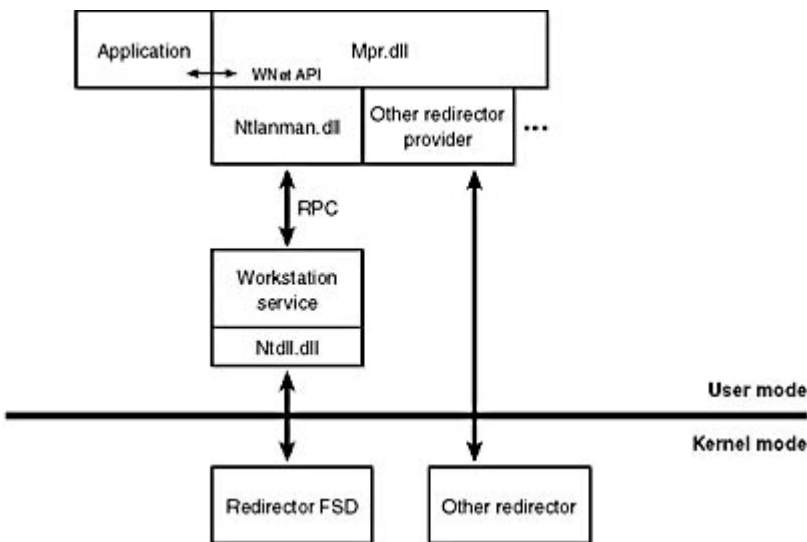 Application
Mpr.dll
WNet API
Ntlanman.dll
Other redirector
provider
...
RPC
Workstation
service
Ntdll.dll
User mode
Kernel mode
Redirector FSD
Other redirector